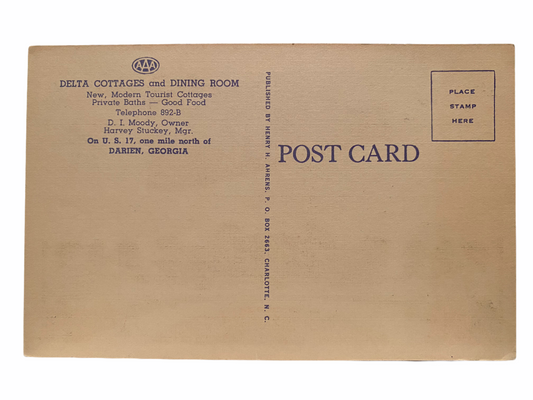 AAA
DELTA COTTAGES and DINING ROOM
New, Modern Tourist Cottages
Private Baths — Good Food
Telephone 892-B
D. I. Moody, Owner
Harvey Stuckey, Mgr.
On U. S. 17, one mile north of
DARIEN, GEORGIA
PUBLISHED BY HENRY H. AHRENS, P. O. BOX 2663, CHARLOTTE, N. C.
POST CARD
PLACE
STAMP
HERE